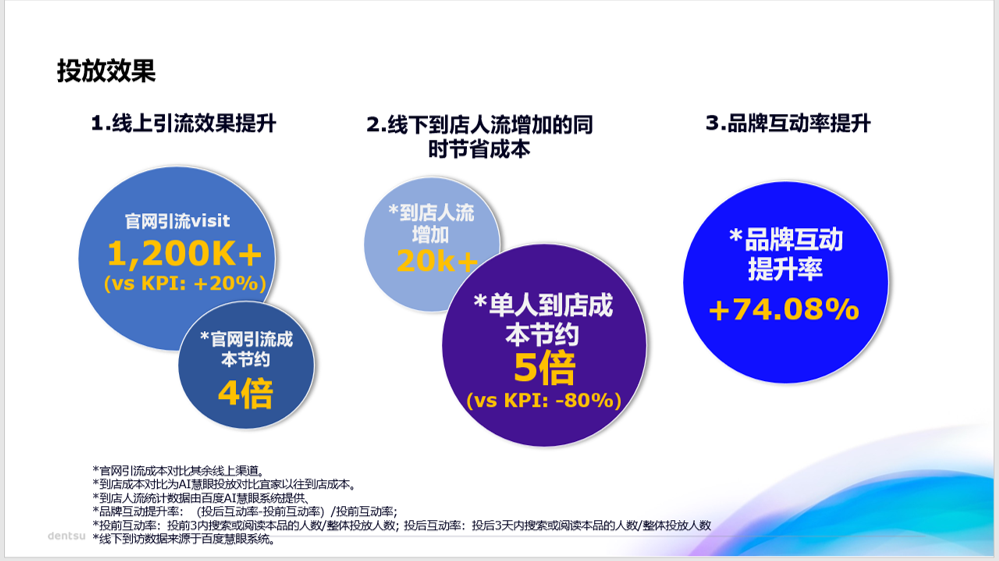 投放效果
1.线上引流效果提升
官网引流visit
1,200K+
(vs KPI: +20%)
*官网引流成
本节约
4倍
2.线下到店人流增加的同
时节省成本
*到店人流
增加
20k+
*单人到店成
本节约
5倍
(vs KPI: -80%)
3.品牌互动率提升
*品牌互动
提升率
+74.08%
*官网引流成本对比其余线上渠道。
*到店成本对比为AI慧眼投放对比宜家以往到店成本。
*到店人流统计数据由百度AI慧眼系统提供、
*品牌互动提升率: （投后互动率-投前互动率）/投前互动率;
*投前互动率: 投前3内搜索或阅读本品的人数/整体投放人数; 投后互动率: 投后3天内搜索或阅读本品的人数/整体投放人数
*线下到访数据来源于百度慧眼系统。
dentsu